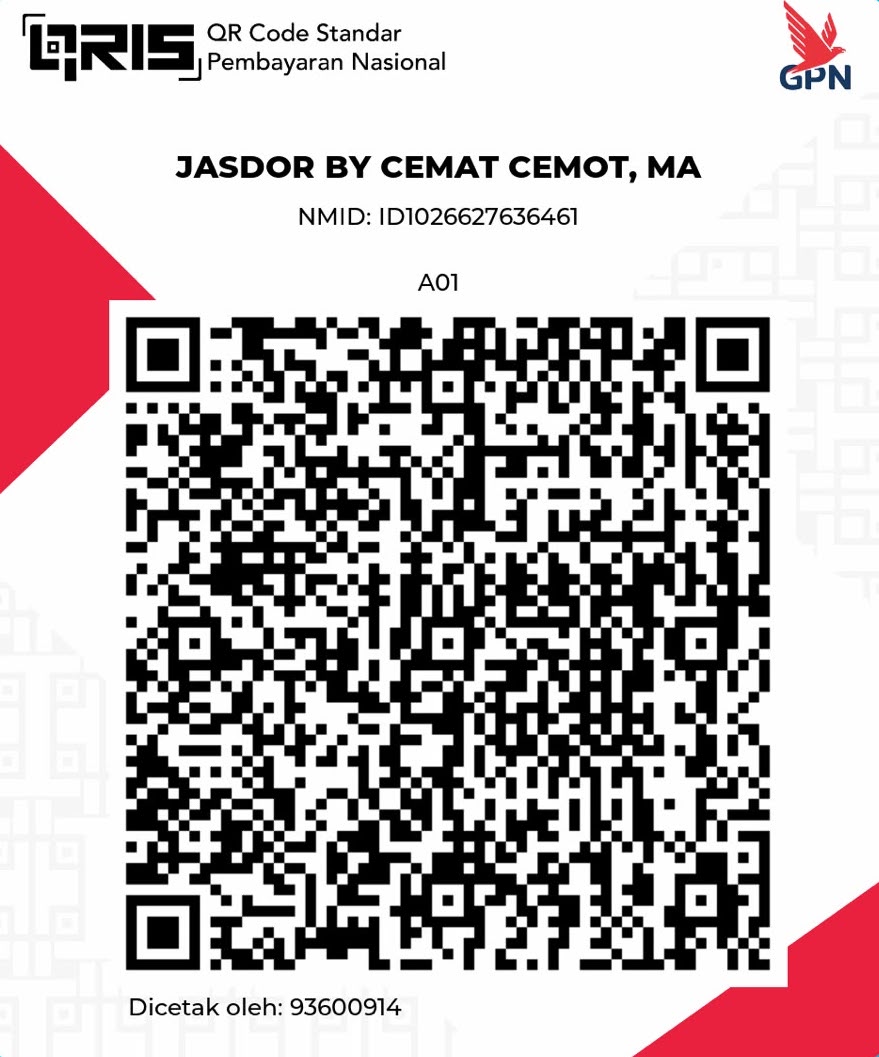 QRIS QR Code Standar
Pembayaran Nasional
GPN
JASDOR BY CEMAT CEMOT, MA
NMID: ID1026627636461
A01
Dicetak oleh: 93600914